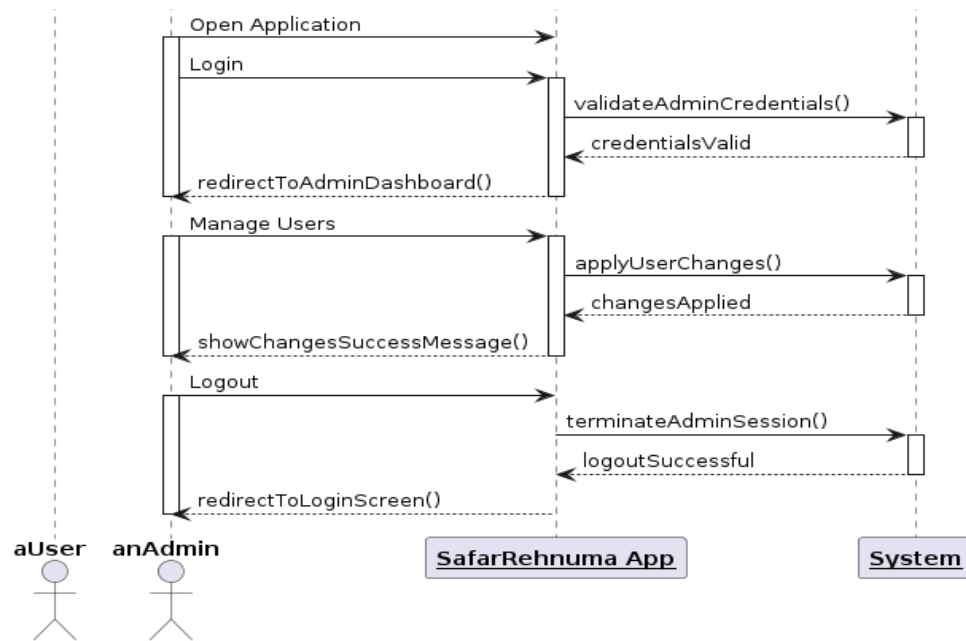 Open Application
Login
validateAdminCredentials()
credentialsValid
redirectToAdminDashboard()
Manage Users
applyUserChanges()
changesApplied
showChangesSuccessMessage()
Logout
terminateAdminSession()
logoutSuccessful
redirectToLoginScreen()
aUser anAdmin SafarRehnuma App System